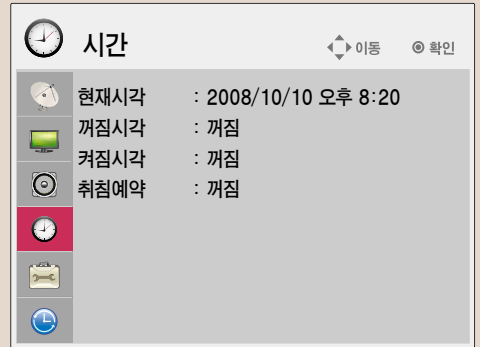 시간 이동 확인
현재시각 : 2008/10/10 오후 8:20
꺼짐시각 : 꺼짐
켜짐시각 : 꺼짐
취침예약 : 꺼짐